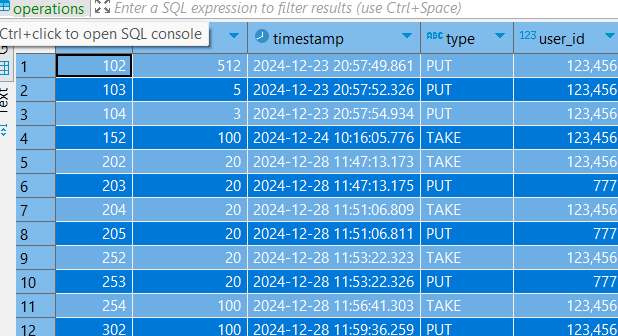 operations Enter a SQL expression to filter results (use Ctrl+Space)
Ctrl+click to open SQL console
timestamp ABC type 123 user_id
Text
1 102 512 2024-12-23 20:57:49.861 PUT 123,456
2 103 5 2024-12-23 20:57:52.326 PUT 123,456
3 104 3 2024-12-23 20:57:54.934 PUT 123,456
4 152 100 2024-12-24 10:16:05.776 TAKE 123,456
5 202 20 2024-12-28 11:47:13.173 TAKE 123,456
6 203 20 2024-12-28 11:47:13.175 PUT 777
7 204 20 2024-12-28 11:51:06.809 TAKE 123,456
8 205 20 2024-12-28 11:51:06.811 PUT 777
9 252 20 2024-12-28 11:53:22.323 TAKE 123,456
10 253 20 2024-12-28 11:53:22.326 PUT 777
11 254 100 2024-12-28 11:56:41.303 TAKE 123,456
12 302 100 2024-12-28 11:59:36.259 PUT 123,456